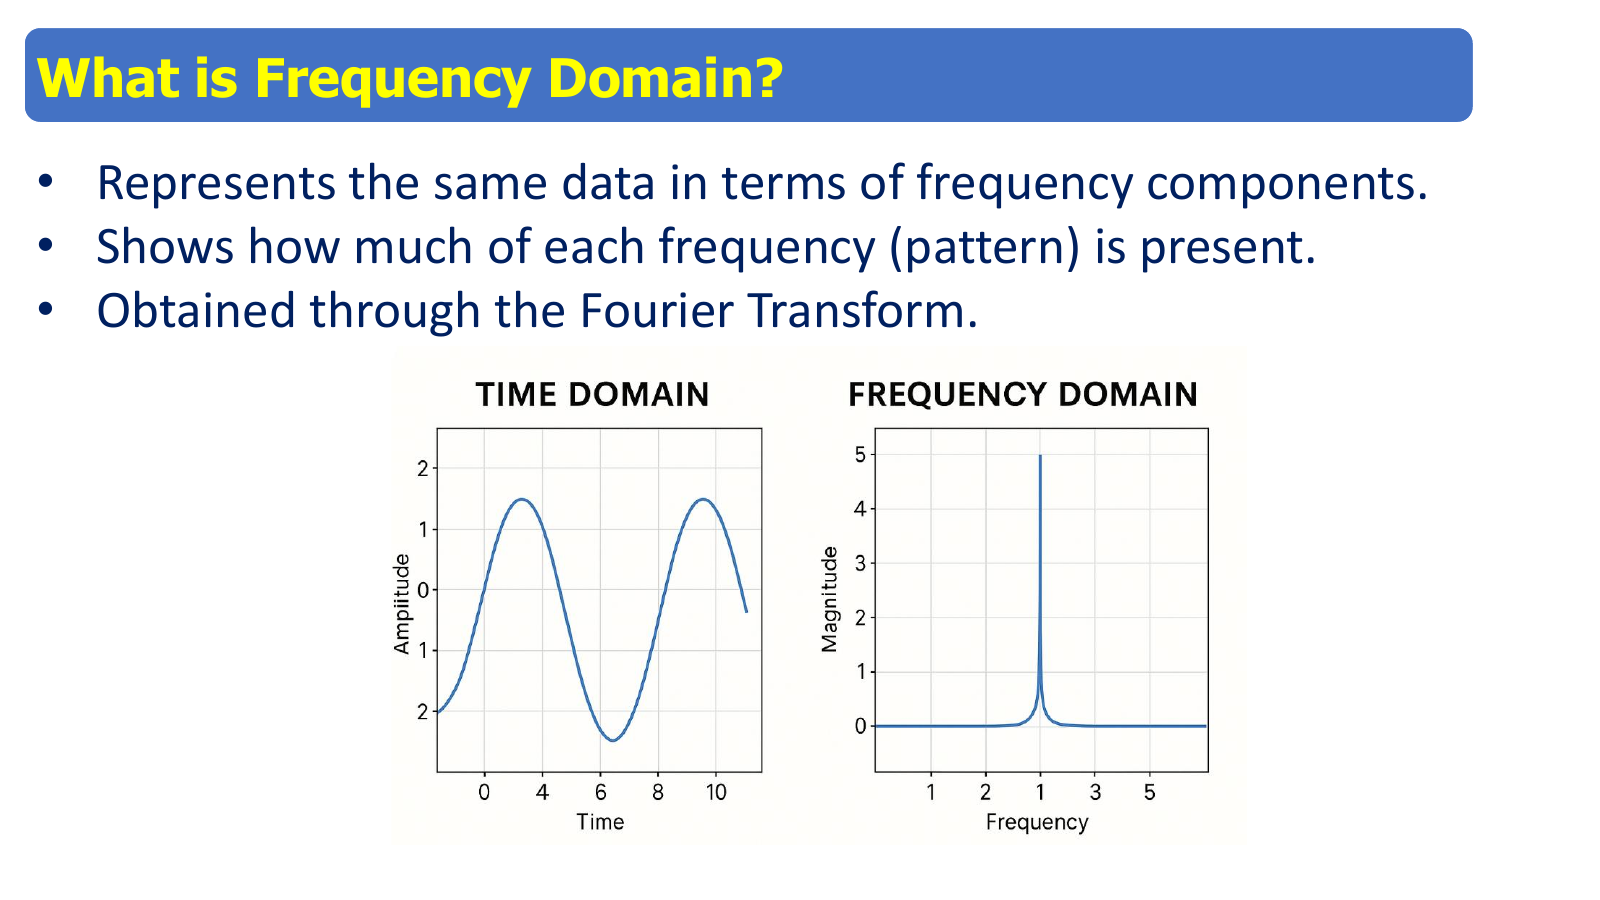 What is Frequency Domain?
• Represents the same data in terms of frequency components.
• Shows how much of each frequency (pattern) is present.
• Obtained through the Fourier Transform.
TIME DOMAIN
2
1
0
1
2
Ampiitude
0 4 6 8 10
Time
FREQUENCY DOMAIN
5
4
3
2
1
0
Magnitude
1 2 1 3 5
Frequency